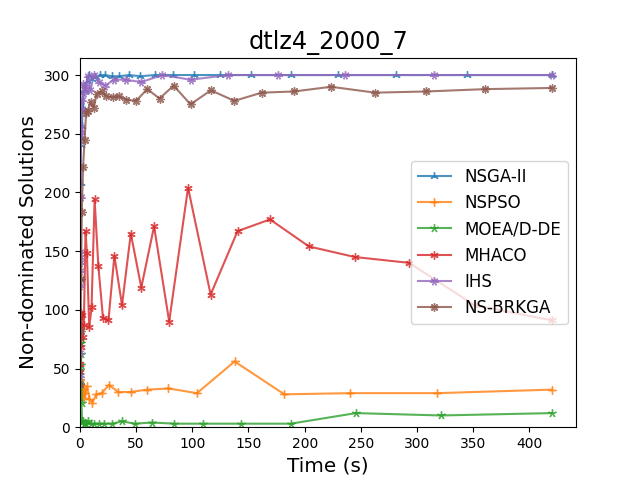 dtlz4_2000_7
Non-dominated Solutions
300
250
200
150
100
50
0
NSGA-II
NSPSO
MOEA/D-DE
MHACO
IHS
NS-BRKGA
0 50 100 150 200 250 300 350 400
Time (s)